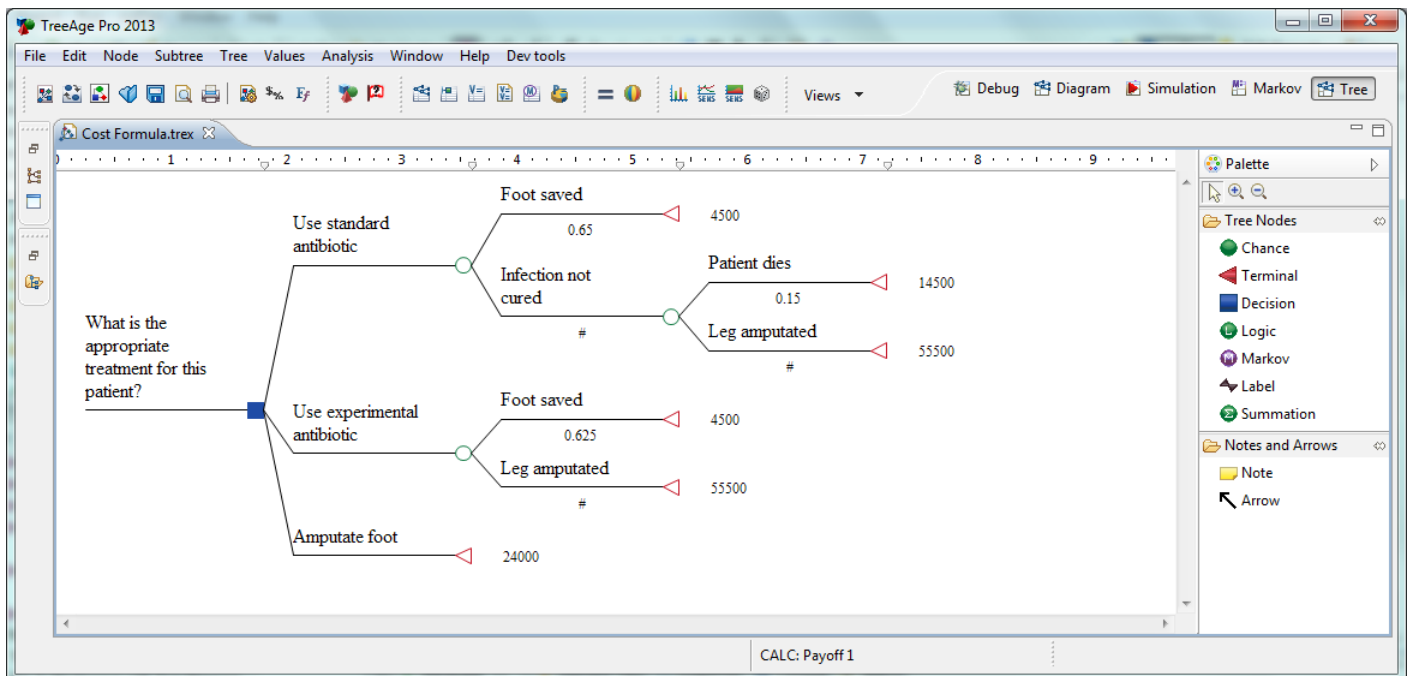 TreeAge Pro 2013
File Edit Node Subtree Tree Values Analysis Window Help Dev tools
Views
Debug Diagram Simulation Markov Tree
Cost Formula.trex
1 2 3 4 5 6 7 8 9
Palette
Tree Nodes
Chance
Terminal
Decision
Logic
Markov
Label
Summation
Notes and Arrows
Note
Arrow
What is the
appropriate
treatment for this
patient?
Use standard
antibiotic
Foot saved
0.65
4500
Infection not
cured
#
Patient dies
0.15
14500
Leg amputated
#
55500
Use experimental
antibiotic
Foot saved
0.625
4500
Leg amputated
#
55500
Amputate foot
24000
CALC: Payoff 1